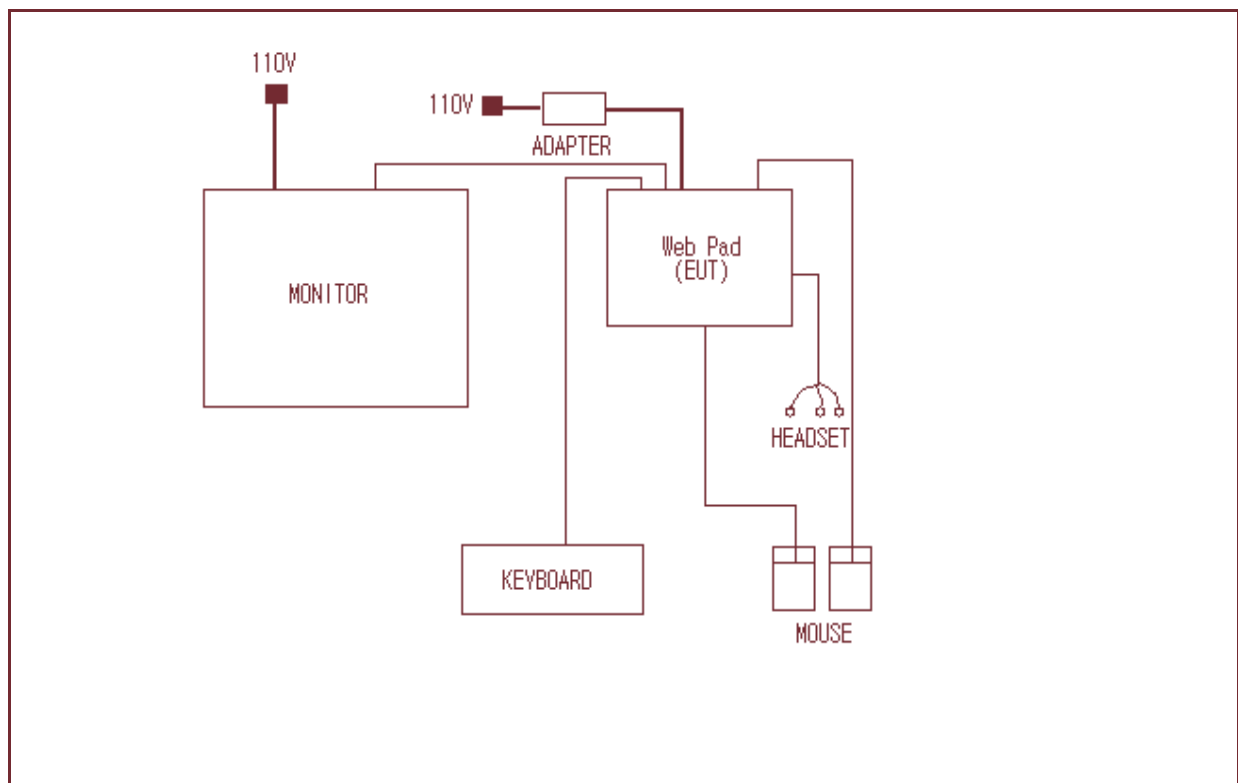 110V
110V
ADAPTER
Web Pad
(EUT)
MONITOR
HEADSET
KEYBOARD
MOUSE